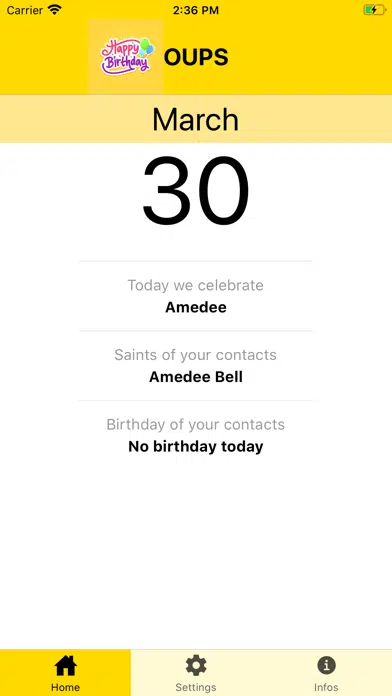 Carrier 2:36 PM
Happy
Birthday
OUPS
March
30
Today we celebrate
Amedee
Saints of your contacts
Amedee Bell
Birthday of your contacts
No birthday today
Home Settings Infos